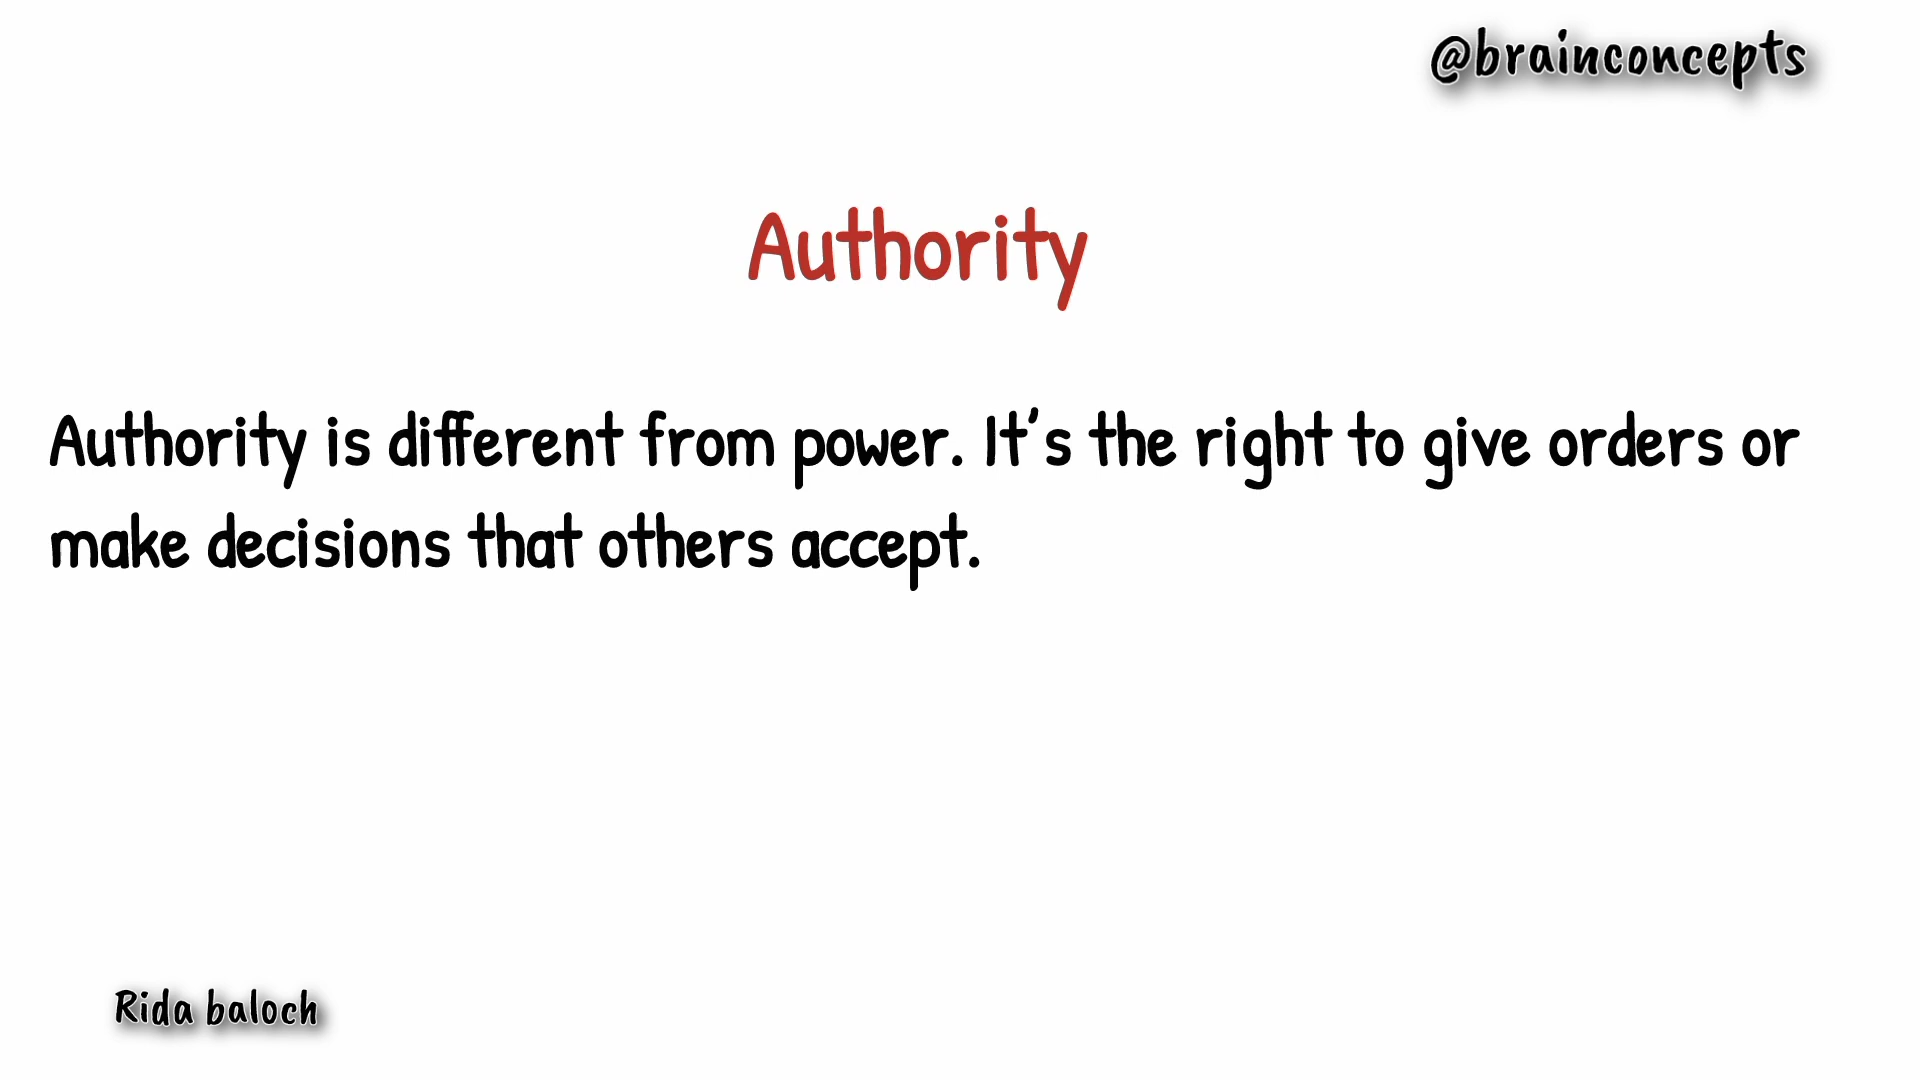 @brainconcepts
Authority
Authority is different from power. It's the right to give orders or
make decisions that others accept.
Rida baloch